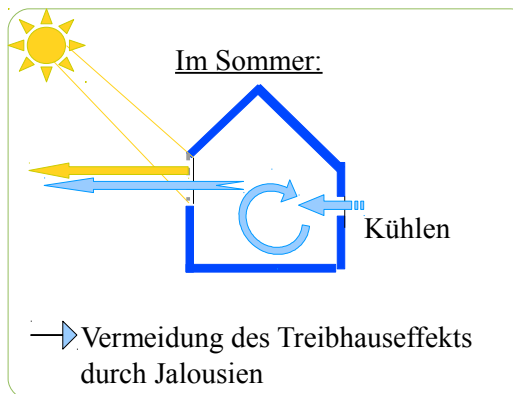 Im Sommer:
Kühlen
Vermeidung des Treibhauseffekts
durch Jalousien